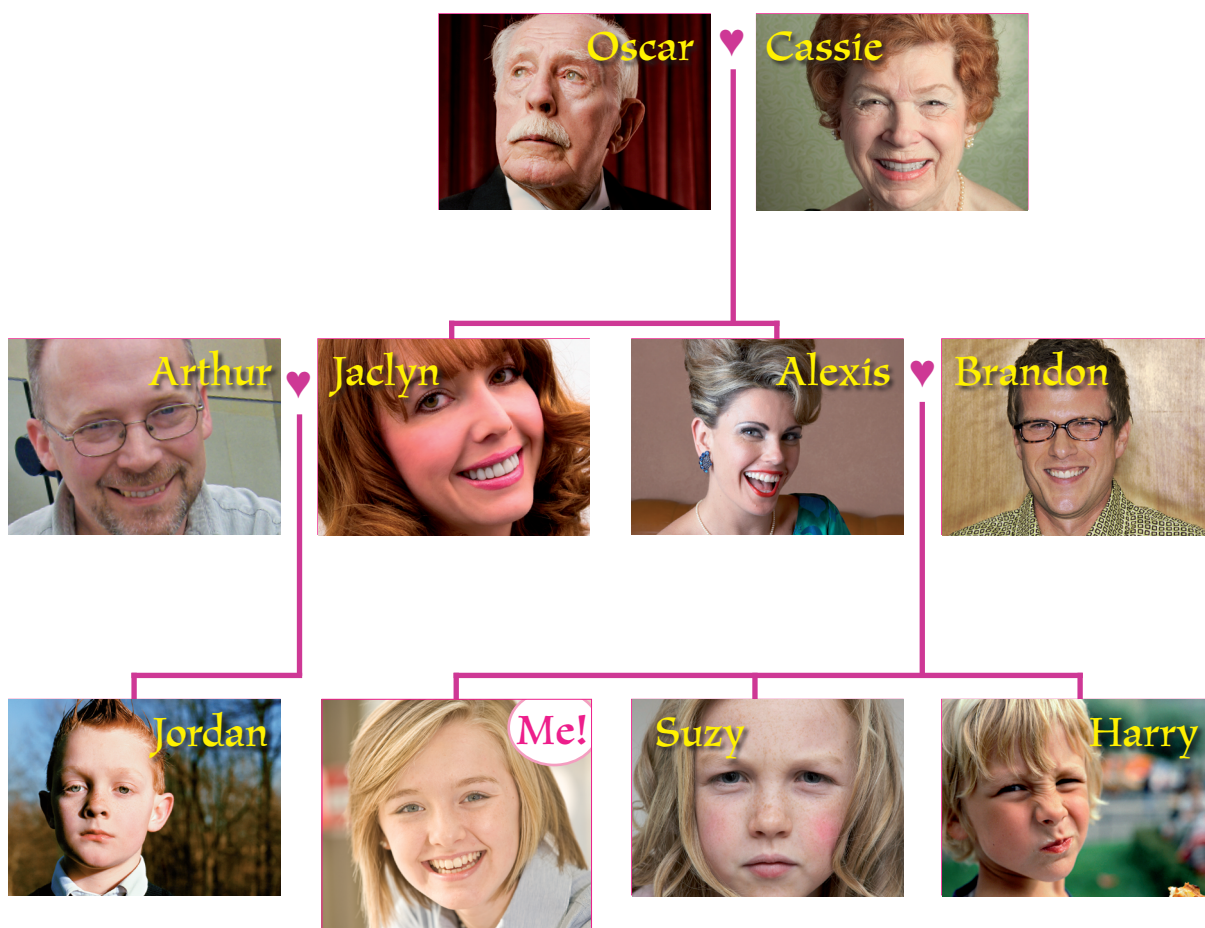 Oscar
Cassie
Arthur
Jaclyn
Alexis
Brandon
Jordan
Me!
Suzy
Harry